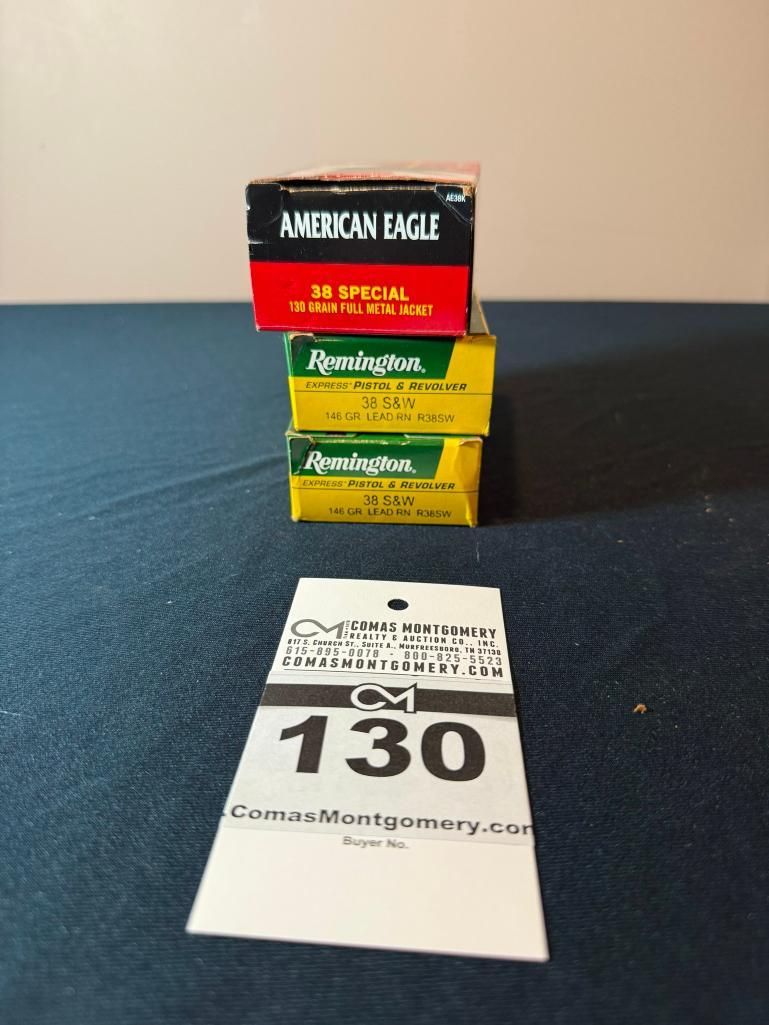 AE38K
AMERICAN EAGLE
38 SPECIAL
130 GRAIN FULL METAL JACKET
Remington®
EXPRESS® PISTOL & REVOLVER
38 S&W
146 GR. LEAD RN R38SW
Remington®
EXPRESS® PISTOL & REVOLVER
38 S&W
146 GR. LEAD RN R38SW
CM COMAS MONTGOMERY
REALTY & AUCTION CO., INC.
817 S. CHURCH ST., SUITE A., MURFREESBORO, TN 37130
615-895-0078 - 800-825-5523
COMASMONTGOMERY.COM
CM
130
.ComasMontgomery.com
Buyer No.